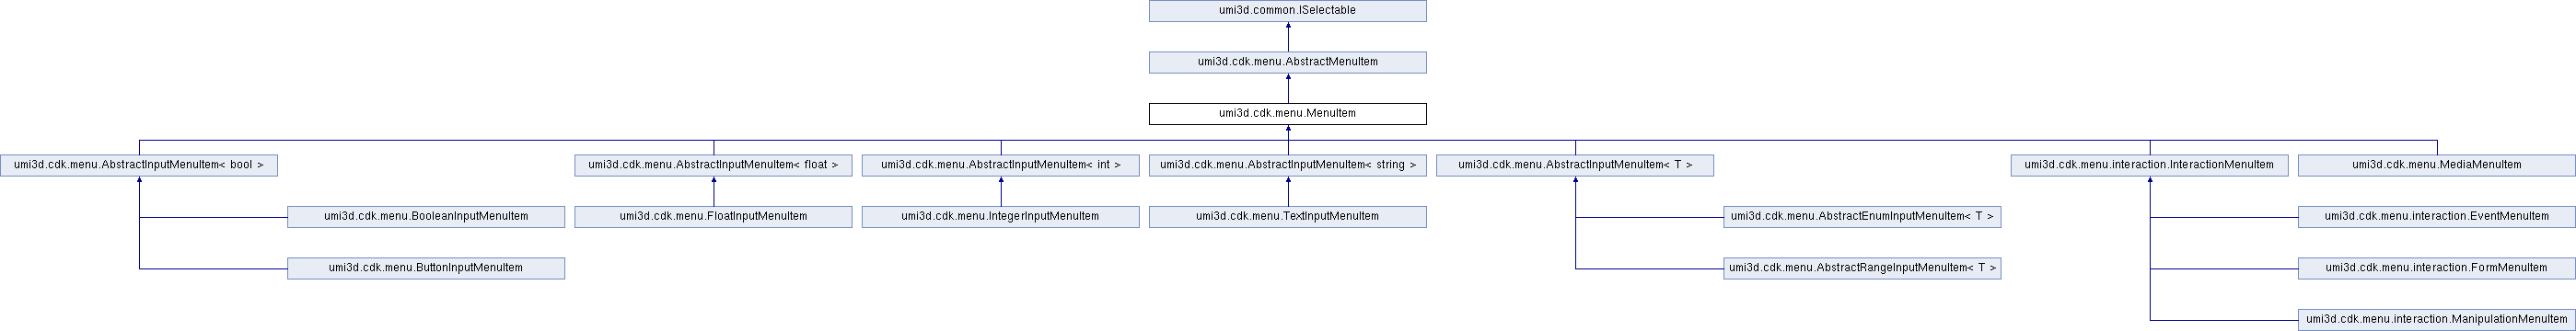 umi3d.common.ISelectable
umi3d.cdk.menu.AbstractMenuItem
umi3d.cdk.menu.MenuItem
umi3d.cdk.menu.AbstractInputMenuItem< bool >
umi3d.cdk.menu.AbstractInputMenuItem< float >
umi3d.cdk.menu.AbstractInputMenuItem< int >
umi3d.cdk.menu.AbstractInputMenuItem< string >
umi3d.cdk.menu.AbstractInputMenuItem< T >
umi3d.cdk.menu.interaction.InteractionMenuItem
umi3d.cdk.menu.MediaMenuItem
umi3d.cdk.menu.BooleanInputMenuItem
umi3d.cdk.menu.FloatInputMenuItem
umi3d.cdk.menu.IntegerInputMenuItem
umi3d.cdk.menu.TextInputMenuItem
umi3d.cdk.menu.AbstractEnumInputMenuItem< T >
umi3d.cdk.menu.interaction.EventMenuItem
umi3d.cdk.menu.ButtonInputMenuItem
umi3d.cdk.menu.AbstractRangeInputMenuItem< T >
umi3d.cdk.menu.interaction.FormMenuItem
umi3d.cdk.menu.interaction.ManipulationMenuItem